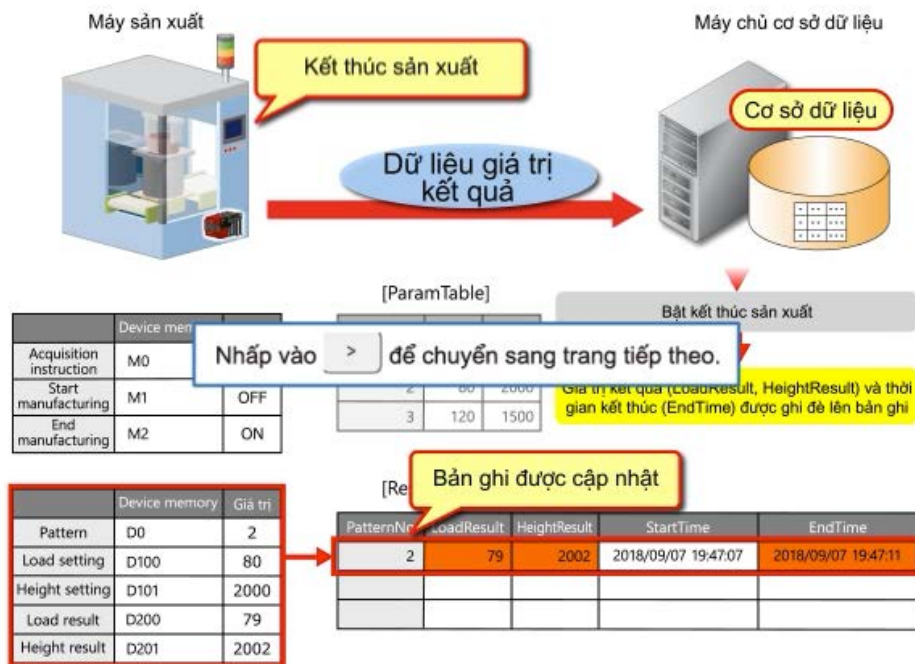 Máy sản xuất
Máy chủ cơ sở dữ liệu
Kết thúc sản xuất
Cơ sở dữ liệu
Dữ liệu giá trị
kết quả
[ParamTable]
Bật kết thúc sản xuất
Device
Nhấp vào > để chuyển sang trang tiếp theo.
Acquisition
instruction
M0
Start
manufacturing
M1
OFF
End
manufacturing
M2
ON
2 80 2000
3 120 1500
Giá trị kết quả (LoadResult, HeightResult) và thời
gian kết thúc (EndTime) được ghi đè lên bản ghi
Bản ghi được cập nhật
Device memory Giá trị
Pattern D0 2
Load setting D100 80
Height setting D101 2000
Load result D200 79
Height result D201 2002
PatternNo LoadResult HeightResult StartTime EndTime
2 79 2002 2018/09/07 19:47:07 2018/09/07 19:47:11